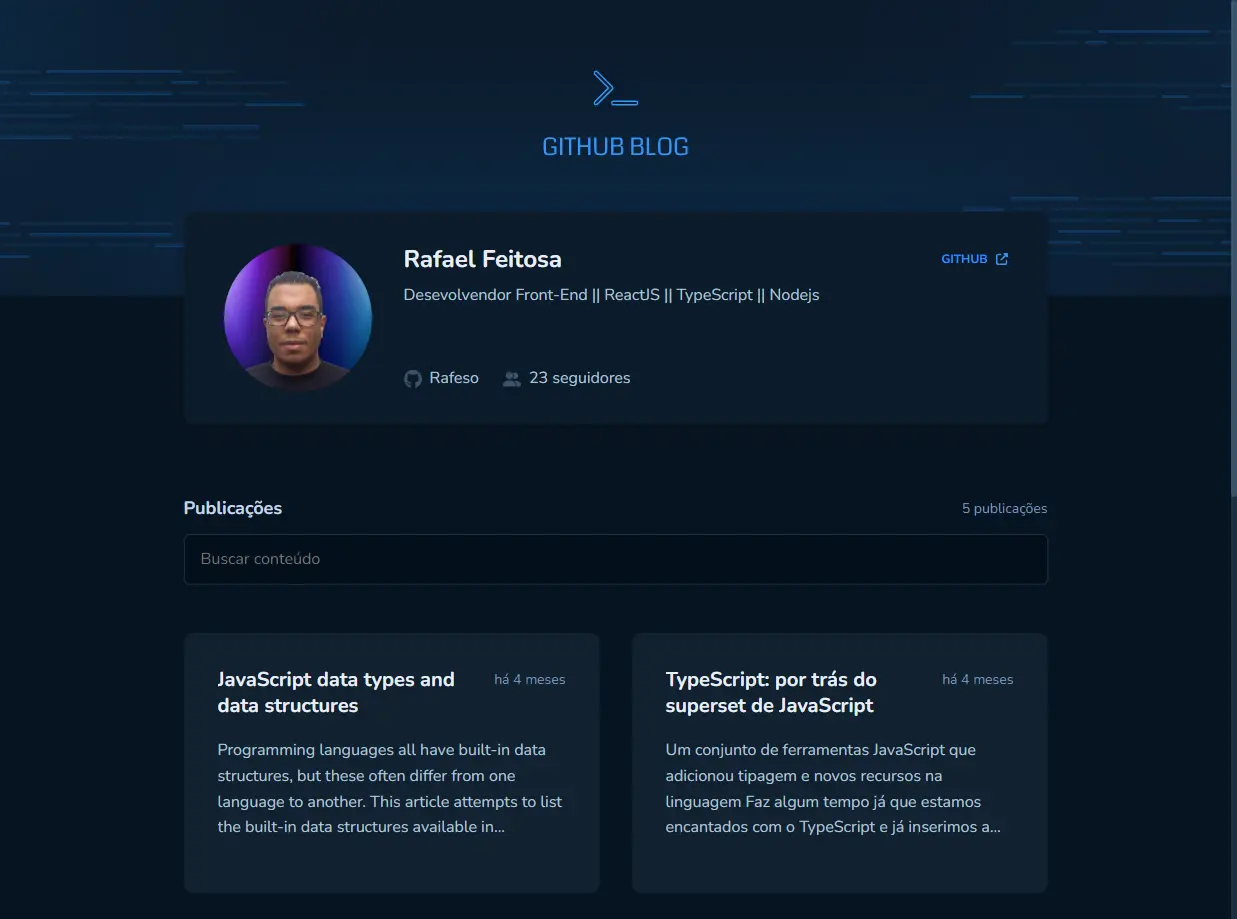 GITHUB BLOG
Rafael Feitosa
GITHUB
Desevolvendor Front-End || ReactJS || TypeScript || Nodejs
Rafeso
23 seguidores
Publicações
5 publicações
Buscar conteúdo
JavaScript data types and
data structures
há 4 meses
Programming languages all have built-in data
structures, but these often differ from one
language to another. This article attempts to list
the built-in data structures available in...
TypeScript: por trás do
superset de JavaScript
há 4 meses
Um conjunto de ferramentas JavaScript que
adicionou tipagem e novos recursos na
linguagem Faz algum tempo já que estamos
encantados com o TypeScript e já inserimos a...